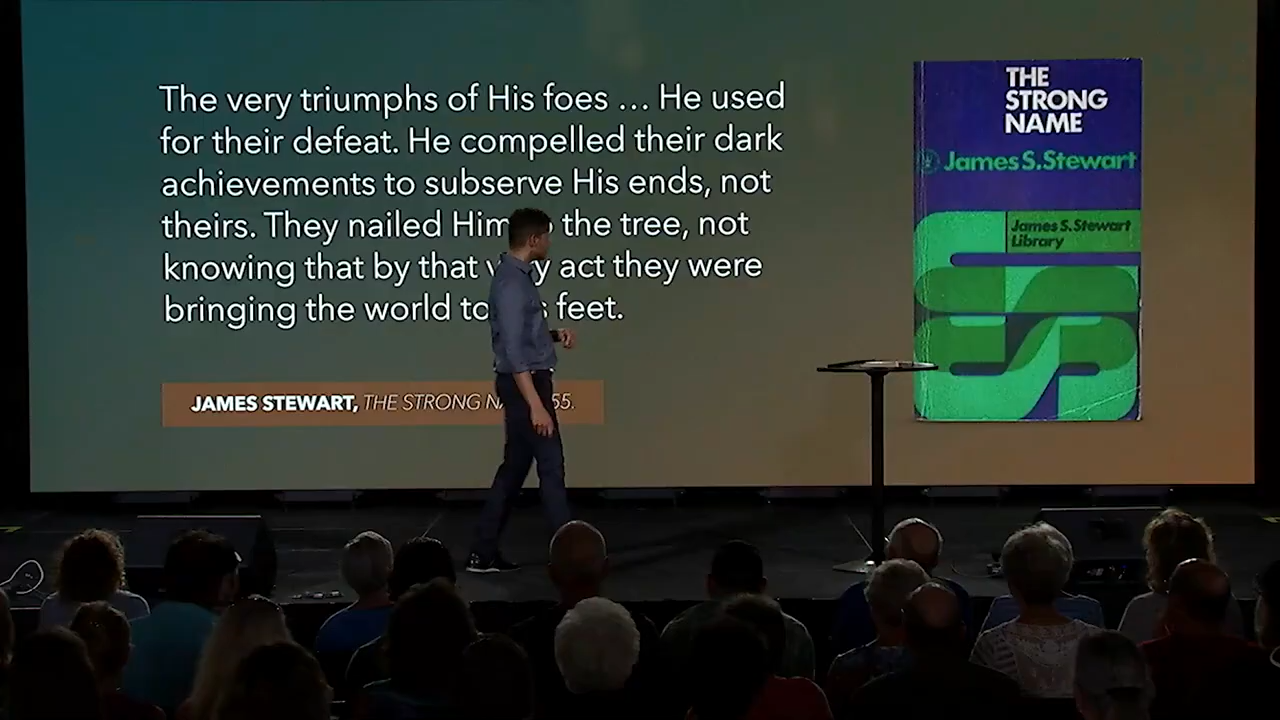 The very triumphs of His foes … He used
for their defeat. He compelled their dark
achievements to subserve His ends, not
theirs. They nailed Him the tree, not
knowing that by that act they were
bringing the world to feet.
JAMES STEWART, THE STRONG 55.
THE
STRONG
NAME
James S. Stewart
James S. Stewart
Library